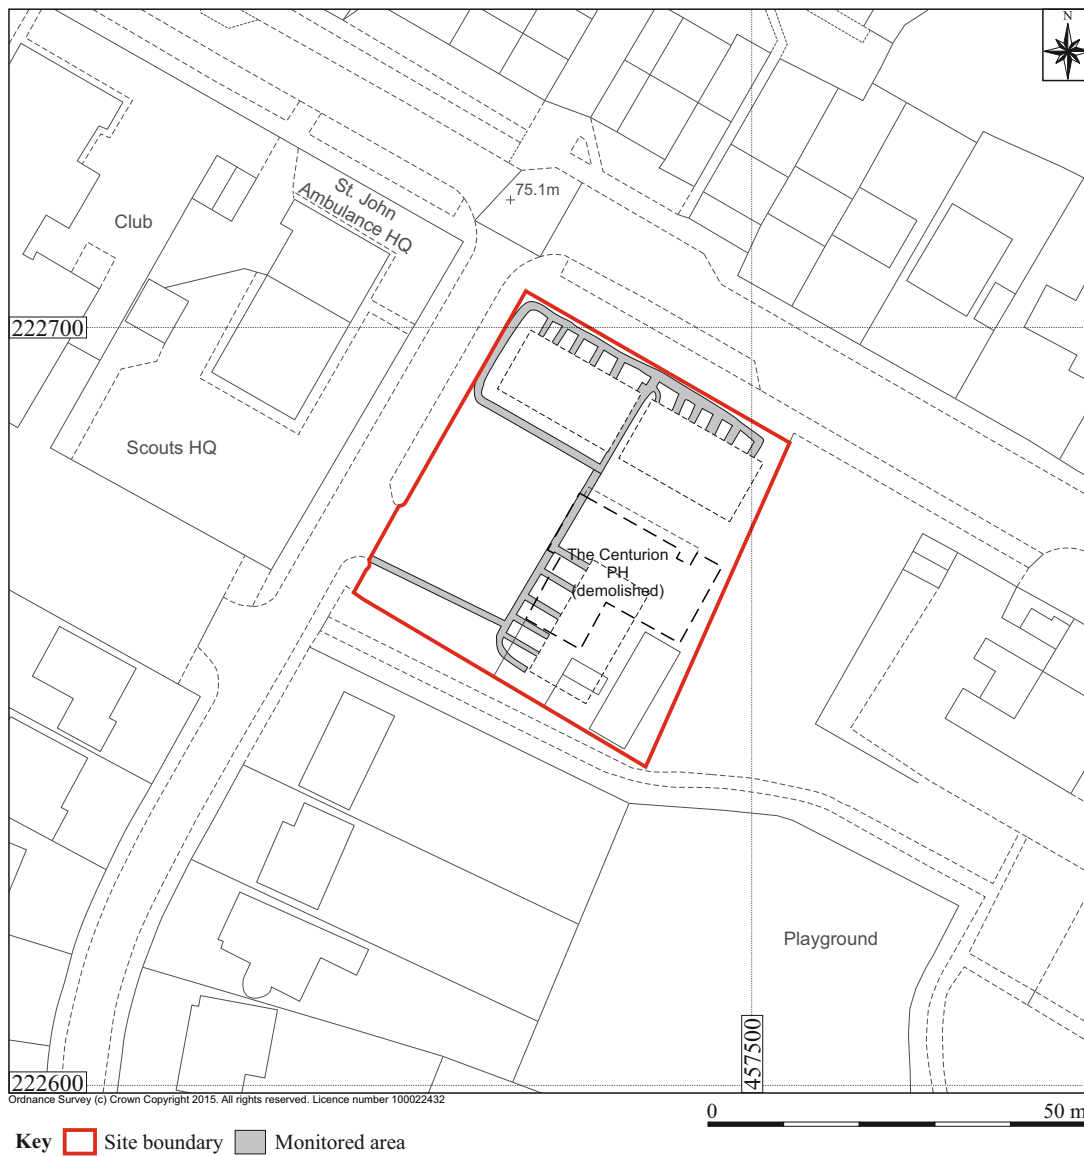 N
75.1m
St. John
Ambulance HQ
Club
222700
Scouts HQ
The Centurion
PH
(demolished)
Playground
457500
222600
Ordnance Survey (c) Crown Copyright 2015. All rights reserved. Licence number 100022432
0 50 m
Key Site boundary Monitored area